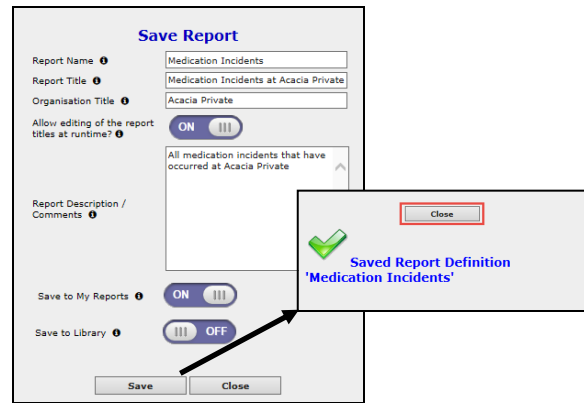 Save Report
Report Name
Medication Incidents
Report Title
Medication Incidents at Acacia Private
Organisation Title
Acacia Private
Allow editing of the report
titles at runtime?
ON
All medication incidents that have
occurred at Acacia Private
Report Description /
Comments
Save to My Reports
ON
Save to Library
OFF
Save
Close
Close
Saved Report Definition
'Medication Incidents'